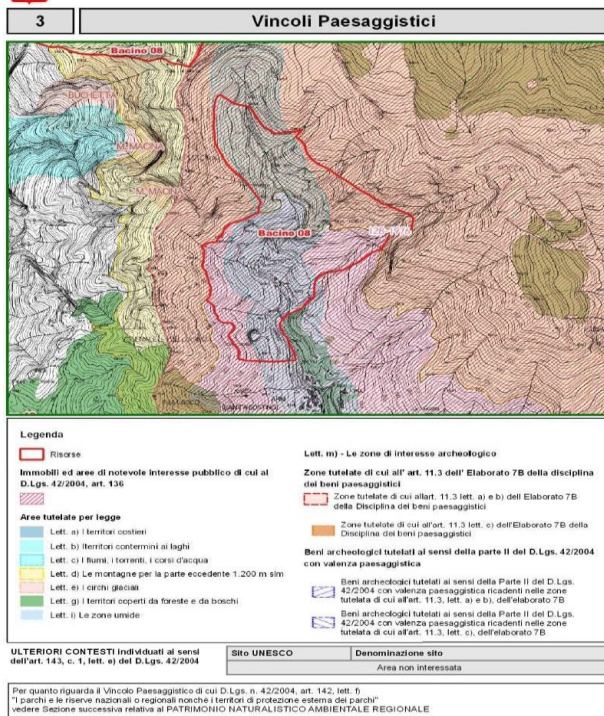 3
Vincoli Paesaggistici
Bacino 08
BUCHETTA
M. MACINA
M. MACINA
Bacino 08
Legenda
Risorse
Immobili ed aree di notevole interesse pubblico di cui al
D.Lgs. 42/2004, art. 136
Aree tutelate per legge
Lett. a) I territori costieri
Lett. b) I territori contermini ai laghi
Lett. c) I fiumi, i torrenti, i corsi d'acqua
Lett. d) Le montagne per la parte eccedente 1.200 m slm
Lett. e) I circhi glaciali
Lett. g) I territori coperti da foreste e da boschi
Lett. i) Le zone umide
Lett. m) - Le zone di interesse archeologico
Zone tutelate di cui all' art. 11.3 dell' Elaborato 7B della disciplina
dei beni paesaggistici
Zone tutelate di cui allart. 11.3 lett. a) e b) dell Elaborato 7B
della Disciplina dei beni paesaggistici
Zone tutelate di cui all'art. 11.3 lett. c) dell'Elaborato 7B della
Disciplina dei beni paesaggistici
Beni archeologici tutelati ai sensi della parte II del D.Lgs. 42/2004
con valenza paesaggistica
Beni archeologici tutelati ai sensi della Parte II del D.Lgs.
42/2004 con valenza paesaggistica ricadenti nelle zone
tutelata di cui all'art. 11.3, lett. a) e b), dell'elaborato 7B
Beni archeologici tutelati ai sensi della Parte II del D.Lgs.
42/2004 con valenza paesaggistica ricadenti nelle zone
tutelata di cui all'art. 11.3, lett. c), dell'elaborato 7B
ULTERIORI CONTESTI individuati ai sensi
dell'art. 143, c. 1, lett. e) del D.Lgs. 42/2004
Sito UNESCO
Denominazione sito
Area non interessata
Per quanto riguarda il Vincolo Paesaggistico di cui D.Lgs. n. 42/2004, art. 142, lett. f)
"I parchi e le riserve nazionali o regionali nonché i territori di protezione esterna dei parchi"
vedere Sezione successiva relativa al PATRIMONIO NATURALISTICO AMBIENTALE REGIONALE